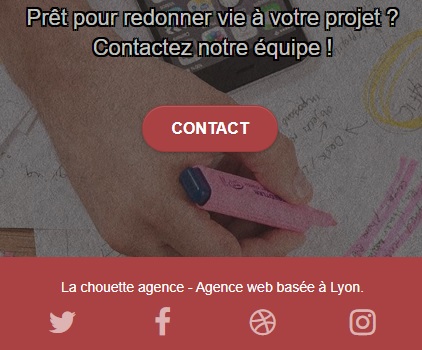 Prêt pour redonner vie à votre projet ?
Contactez notre équipe !
CONTACT
La chouette agence - Agence web basée à Lyon.